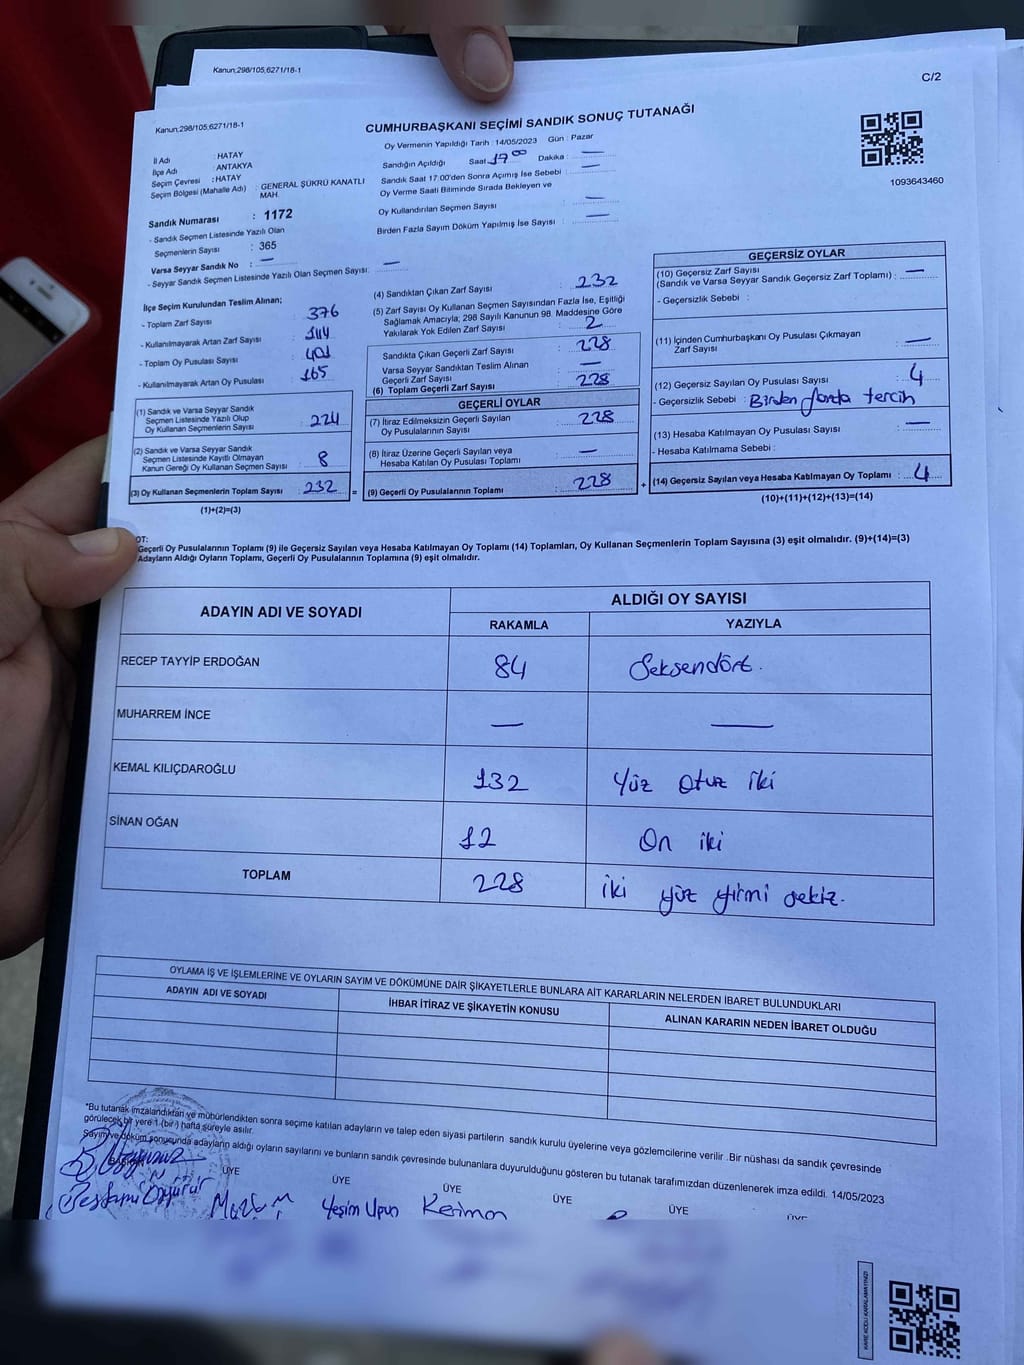 Kanun;298/105,6271/18-1
C/2
Kanun;298/105,6271/18-1
CUMHURBAŞKANI SEÇİMİ SANDIK SONUÇ TUTANAĞI
Oy Vermenin Yapıldığı Tarih : 14/05/2023 Gün : Pazar
Sandığın Açıldığı Saat 17 00 Dakika : —
Sandık Saat 17:00'den Sonra Açımış İse Sebebi : —
Oy Verme Saati Bitiminde Sırada Bekleyen ve
Oy Kullandırılan Seçmen Sayısı : —
Birden Fazla Sayım Döküm Yapılmış İse Sayısı : —
1093643460
İl Adı : HATAY
İlçe Adı : ANTAKYA
Seçim Çevresi : HATAY
Seçim Bölgesi (Mahalle Adı) : GENERAL ŞÜKRÜ KANATLI
MAH.
Sandık Numarası : 1172
- Sandık Seçmen Listesinde Yazılı Olan
Seçmenlerin Sayısı : 365
Varsa Seyyar Sandık No : —
- Seyyar Sandık Seçmen Listesinde Yazılı Olan Seçmen Sayısı: —
İlçe Seçim Kurulundan Teslim Alınan;
- Toplam Zarf Sayısı : 376
- Kullanılmayarak Artan Zarf Sayısı : 144
- Toplam Oy Pusulası Sayısı : 401
- Kullanılmayarak Artan Oy Pusulası : 165
(1) Sandık ve Varsa Seyyar Sandık
Seçmen Listesinde Yazılı Olup
Oy Kullanan Seçmenlerin Sayısı : 224
(2) Sandık ve Varsa Seyyar Sandık
Seçmen Listesinde Kayıtlı Olmayan
Kanun Gereği Oy Kullanan Seçmen Sayısı : 8
(3) Oy Kullanan Seçmenlerin Toplam Sayısı : 232 =
(1)+(2)=(3)
(4) Sandıktan Çıkan Zarf Sayısı : 232
(5) Zarf Sayısı Oy Kullanan Seçmen Sayısından Fazla İse, Eşitliği
Sağlamak Amacıyla; 298 Sayılı Kanunun 98. Maddesine Göre
Yakılarak Yok Edilen Zarf Sayısı : 2
Sandıkta Çıkan Geçerli Zarf Sayısı : 228
Varsa Seyyar Sandıktan Teslim Alınan
Geçerli Zarf Sayısı : —
(6) Toplam Geçerli Zarf Sayısı : 228
GEÇERLİ OYLAR
(7) İtiraz Edilmeksizin Geçerli Sayılan
Oy Pusulalarının Sayısı : 228
(8) İtiraz Üzerine Geçerli Sayılan veya
Hesaba Katılan Oy Pusulası Toplamı : —
(9) Geçerli Oy Pusulalarının Toplamı : 228 +
GEÇERSİZ OYLAR
(10) Geçersiz Zarf Sayısı
(Sandık ve Varsa Seyyar Sandık Geçersiz Zarf Toplamı) : —
- Geçersizlik Sebebi :
(11) İçinden Cumhurbaşkanı Oy Pusulası Çıkmayan
Zarf Sayısı : —
(12) Geçersiz Sayılan Oy Pusulası Sayısı : 4
- Geçersizlik Sebebi : Birden fazla tercih
(13) Hesaba Katılmayan Oy Pusulası Sayısı : —
- Hesaba Katılmama Sebebi :
(14) Geçersiz Sayılan veya Hesaba Katılmayan Oy Toplamı : 4
(10)+(11)+(12)+(13)=(14)
OT:
Geçerli Oy Pusulalarının Toplamı (9) ile Geçersiz Sayılan veya Hesaba Katılmayan Oy Toplamı (14) Toplamları, Oy Kullanan Seçmenlerin Toplam Sayısına (3) eşit olmalıdır. (9)+(14)=(3)
Adayların Aldığı Oyların Toplamı, Geçerli Oy Pusulalarının Toplamına (9) eşit olmalıdır.
ADAYIN ADI VE SOYADI ALDIĞI OY SAYISI
RAKAMLA YAZIYLA
RECEP TAYYİP ERDOĞAN 84 Seksendört.
MUHARREM İNCE — —
KEMAL KILIÇDAROĞLU 132 Yüz Otuz iki
SİNAN OĞAN 12 On iki
TOPLAM 228 iki yüz yirmi sekiz.
OYLAMA İŞ VE İŞLEMLERİNE VE OYLARIN SAYIM VE DÖKÜMÜNE DAİR ŞİKAYETLERLE BUNLARA AİT KARARLARIN NELERDEN İBARET BULUNDUKLARI
ADAYIN ADI VE SOYADI İHBAR İTİRAZ VE ŞİKAYETİN KONUSU ALINAN KARARIN NEDEN İBARET OLDUĞU
*Bu tutanak imzalandıktan ve mühürlendikten sonra seçime katılan adayların ve talep eden siyasi partilerin sandık kurulu üyelerine veya gözlemcilerine verilir .Bir nüshası da sandık çevresinde
görülecek bir yere 1 (bir ) hafta süreyle asılır.
Sayım ve döküm sonucunda adayların aldığı oyların sayılarını ve bunların sandık çevresinde bulunanlara duyurulduğunu gösteren bu tutanak tarafımızdan düzenlenerek imza edildi. 14/05/2023
ÜYE ÜYE ÜYE ÜYE ÜYE ÜYE
Yeşim Upun Keriman
KARE KODU KARALAMAYINIZ!